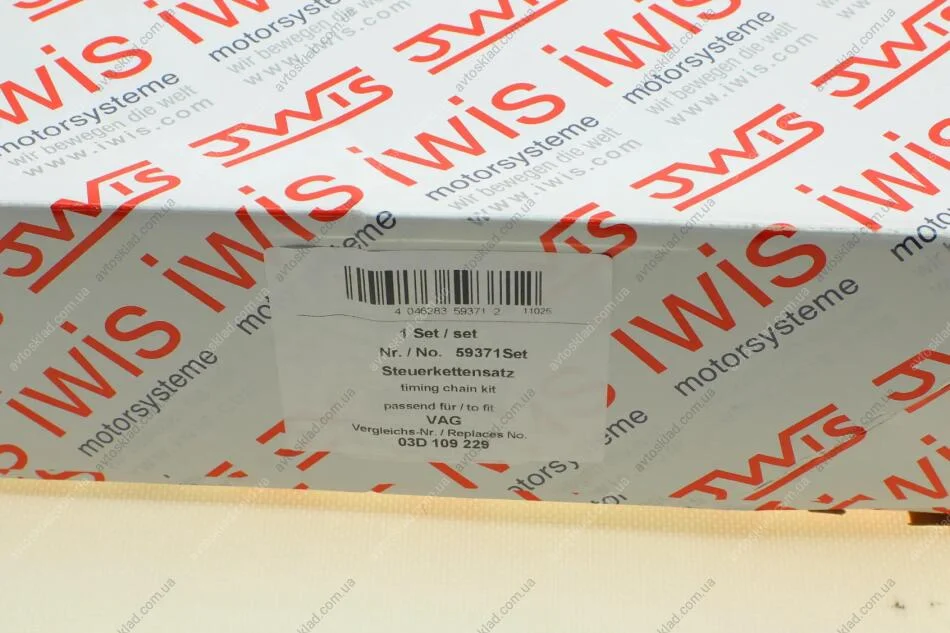 JWIS iwis
motorsysteme
wir bewegen die welt
www.iwis.com
4 046283 59371 2 11025
1 Set / set
Nr. / No. 59371Set
Steuerkettensatz
timing chain kit
passend für / to fit
VAG
Vergleichs-Nr. / Replaces No.
03D 109 229
avtosklad.com.ua